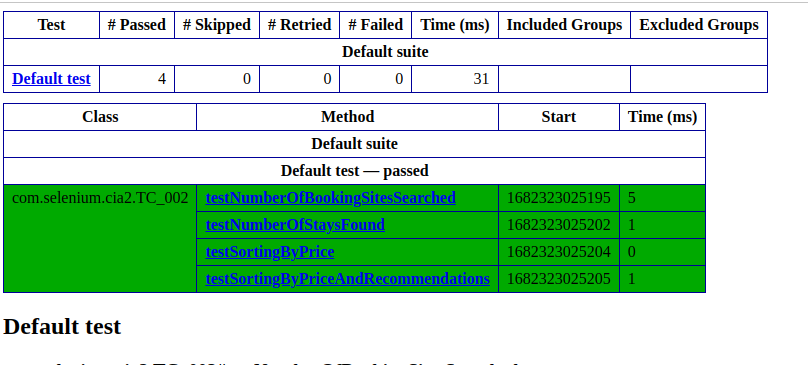 Test # Passed # Skipped # Retried # Failed Time (ms) Included Groups Excluded Groups
Default suite
Default test 4 0 0 0 31
Class Method Start Time (ms)
Default suite
Default test — passed
com.selenium.cia2.TC_002 testNumberOfBookingSitesSearched 1682323025195 5
testNumberOfStaysFound 1682323025202 1
testSortingByPrice 1682323025204 0
testSortingByPriceAndRecommendations 1682323025205 1
Default test